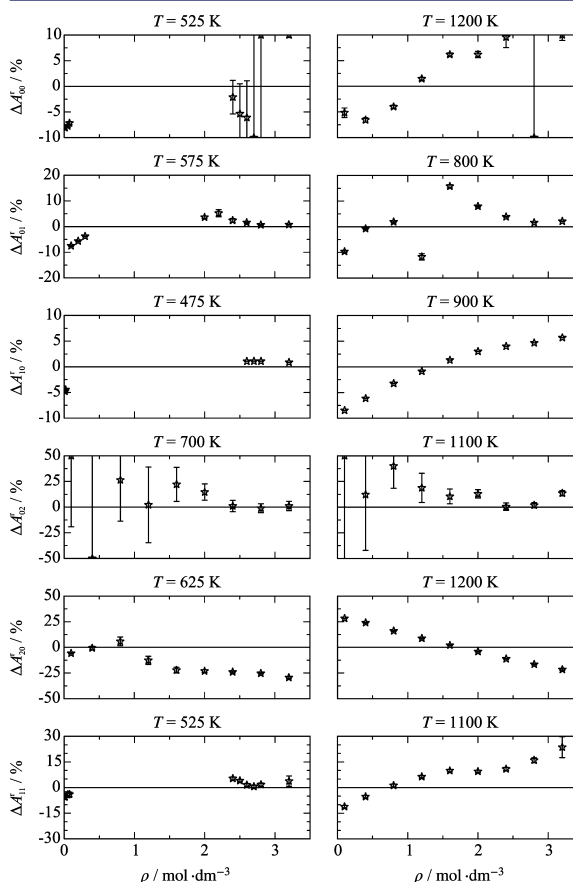 T = 525 K T = 1200 K
10
5
0
-5
-10
ΔA^r_00 / %
T = 575 K T = 800 K
20
10
0
-10
-20
ΔA^r_01 / %
T = 475 K T = 900 K
10
5
0
-5
-10
ΔA^r_10 / %
T = 700 K T = 1100 K
50
25
0
-25
-50
ΔA^r_02 / %
T = 625 K T = 1200 K
50
25
0
-25
-50
ΔA^r_20 / %
T = 525 K T = 1100 K
30
15
0
-15
-30
ΔA^r_11 / %
0 1 2 3 0 1 2 3
ρ / mol·dm⁻³ ρ / mol·dm⁻³